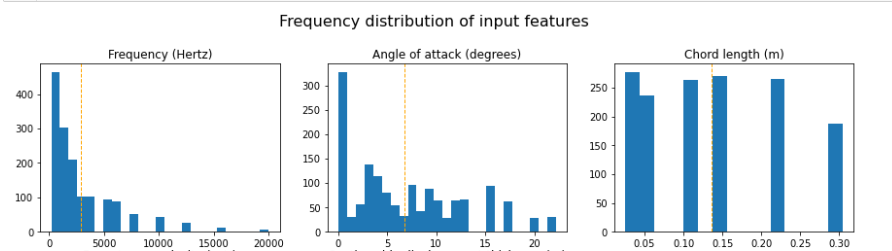 Frequency distribution of input features
Frequency (Hertz)
400
300
200
100
0
0 5000 10000 15000 20000
Angle of attack (degrees)
300
250
200
150
100
50
0
0 5 10 15 20
Chord length (m)
250
200
150
100
50
0
0.05 0.10 0.15 0.20 0.25 0.30